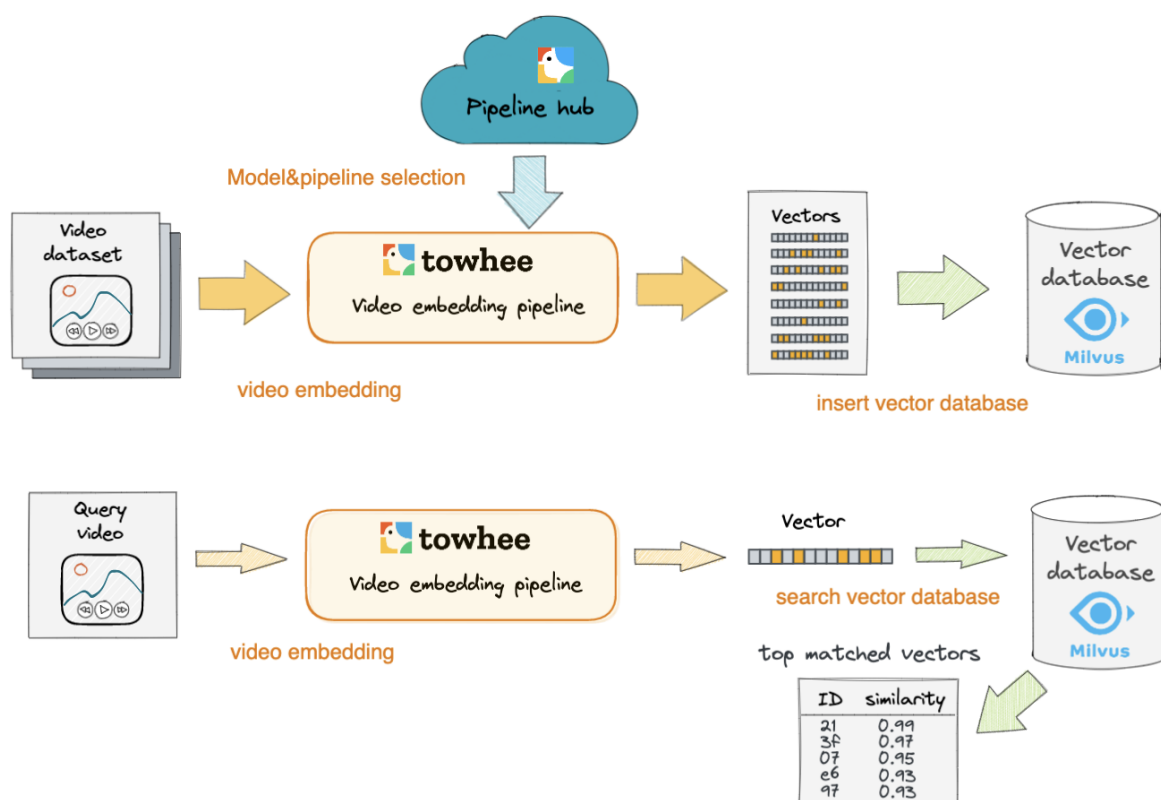 Pipeline hub
Model&pipeline selection
Video
dataset
towhee
Video embedding pipeline
Vectors
Vector
database
Milvus
video embedding
insert vector database
Query
video
towhee
Video embedding pipeline
Vector
Vector
database
Milvus
search vector database
video embedding
top matched vectors
ID similarity
21 0.99
3f 0.97
07 0.95
e6 0.93
97 0.93